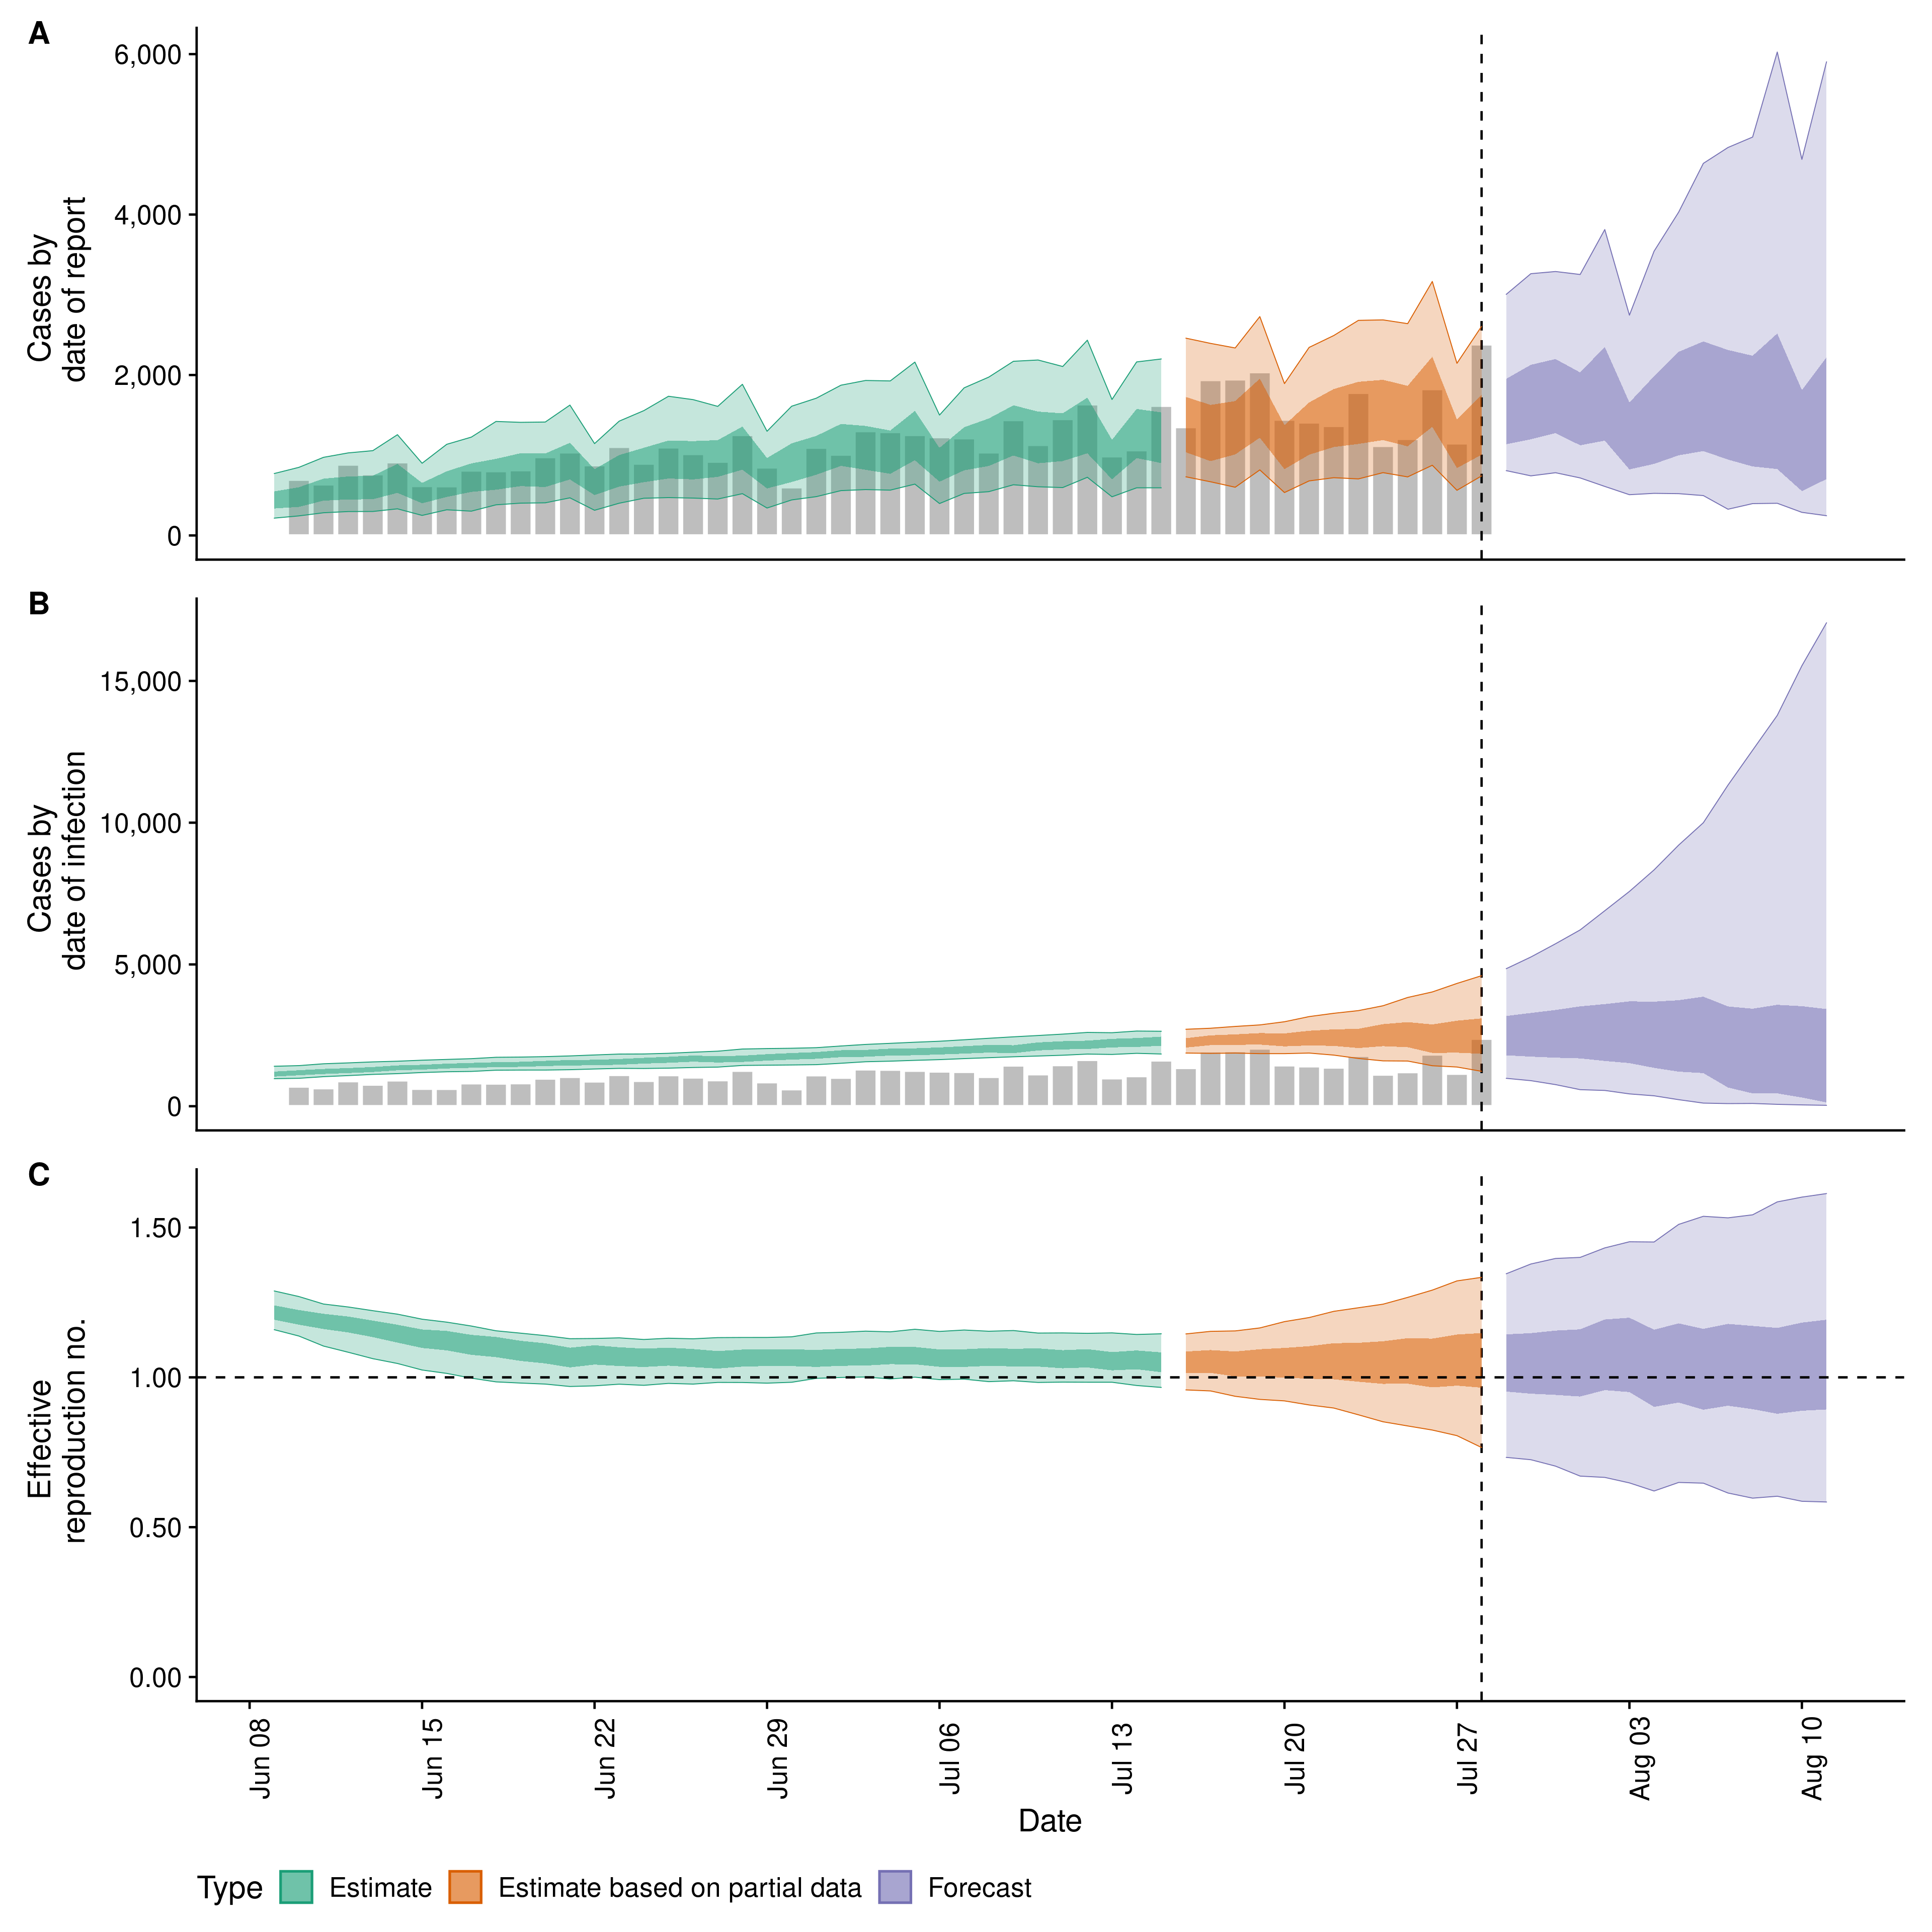 A
Cases by
date of report
6,000
4,000
2,000
0
B
Cases by
date of infection
15,000
10,000
5,000
0
C
Effective
reproduction no.
1.50
1.00
0.50
0.00
Jun 08
Jun 15
Jun 22
Jun 29
Jul 06
Jul 13
Jul 20
Jul 27
Aug 03
Aug 10
Date
Type Estimate Estimate based on partial data Forecast